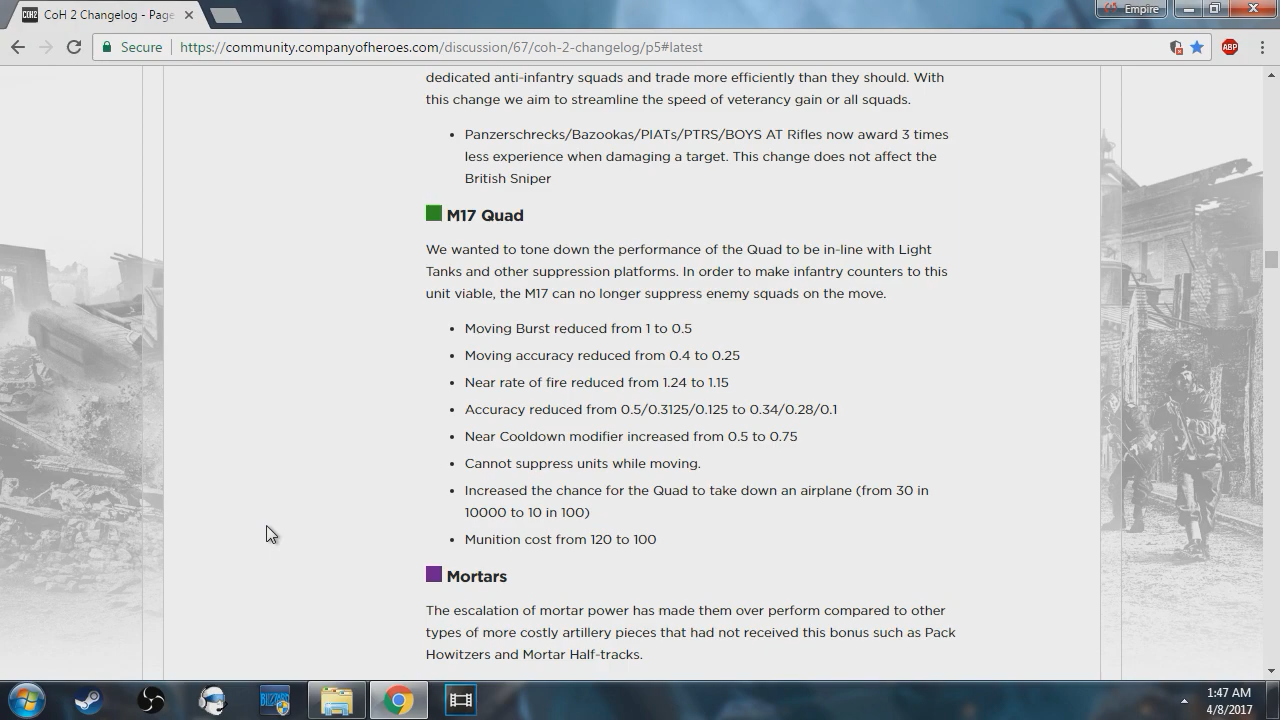 CoH 2 Changelog - Page
Empire
Secure
https://community.companyofheroes.com/discussion/67/coh-2-changelog/p5#latest
ABP
dedicated anti-infantry squads and trade more efficiently than they should. With
this change we aim to streamline the speed of veterancy gain or all squads.
• Panzerschrecks/Bazookas/PIATs/PTRS/BOYS AT Rifles now award 3 times
less experience when damaging a target. This change does not affect the
British Sniper
M17 Quad
We wanted to tone down the performance of the Quad to be in-line with Light
Tanks and other suppression platforms. In order to make infantry counters to this
unit viable, the M17 can no longer suppress enemy squads on the move.
• Moving Burst reduced from 1 to 0.5
• Moving accuracy reduced from 0.4 to 0.25
• Near rate of fire reduced from 1.24 to 1.15
• Accuracy reduced from 0.5/0.3125/0.125 to 0.34/0.28/0.1
• Near Cooldown modifier increased from 0.5 to 0.75
• Cannot suppress units while moving.
• Increased the chance for the Quad to take down an airplane (from 30 in
10000 to 10 in 100)
• Munition cost from 120 to 100
Mortars
The escalation of mortar power has made them over perform compared to other
types of more costly artillery pieces that had not received this bonus such as Pack
Howitzers and Mortar Half-tracks.
BLIZZARD
1:47 AM
4/8/2017